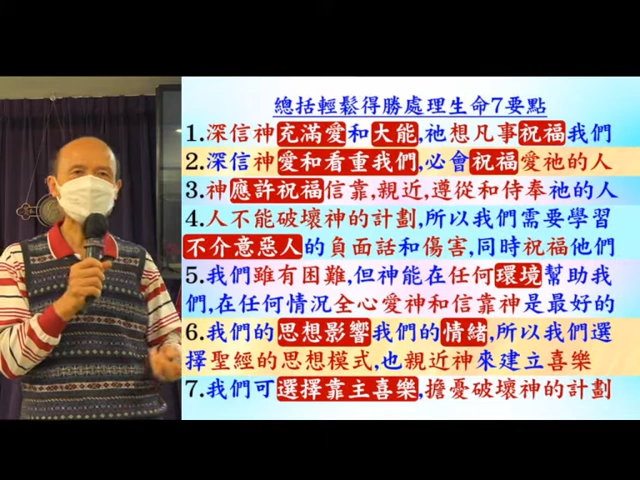 總括輕鬆得勝處理生命7要點
1.深信神充滿愛和大能,祂想凡事祝福我們
2.深信神愛和看重我們,必會祝福愛祂的人
3.神應許祝福信靠,親近,遵從和侍奉祂的人
4.人不能破壞神的計劃,所以我們需要學習
不介意惡人的負面話和傷害,同時祝福他們
5.我們雖有困難,但神能在任何環境幫助我
們,在任何情況全心愛神和信靠神是最好的
6.我們的思想影響我們的情緒,所以我們選
擇聖經的思想模式,也親近神來建立喜樂
7.我們可選擇靠主喜樂,擔憂破壞神的計劃